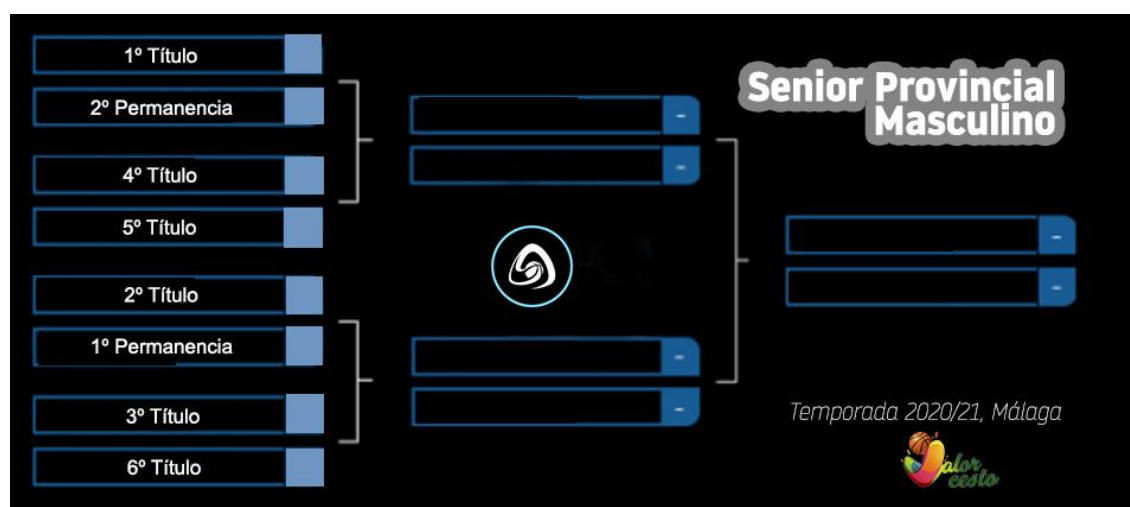 1º Título
2º Permanencia
4º Título
5º Título
2º Título
1º Permanencia
3º Título
6º Título
-
-
-
-
Senior Provincial
Masculino
-
-
Temporada 2020/21, Málaga
Valor
cesto